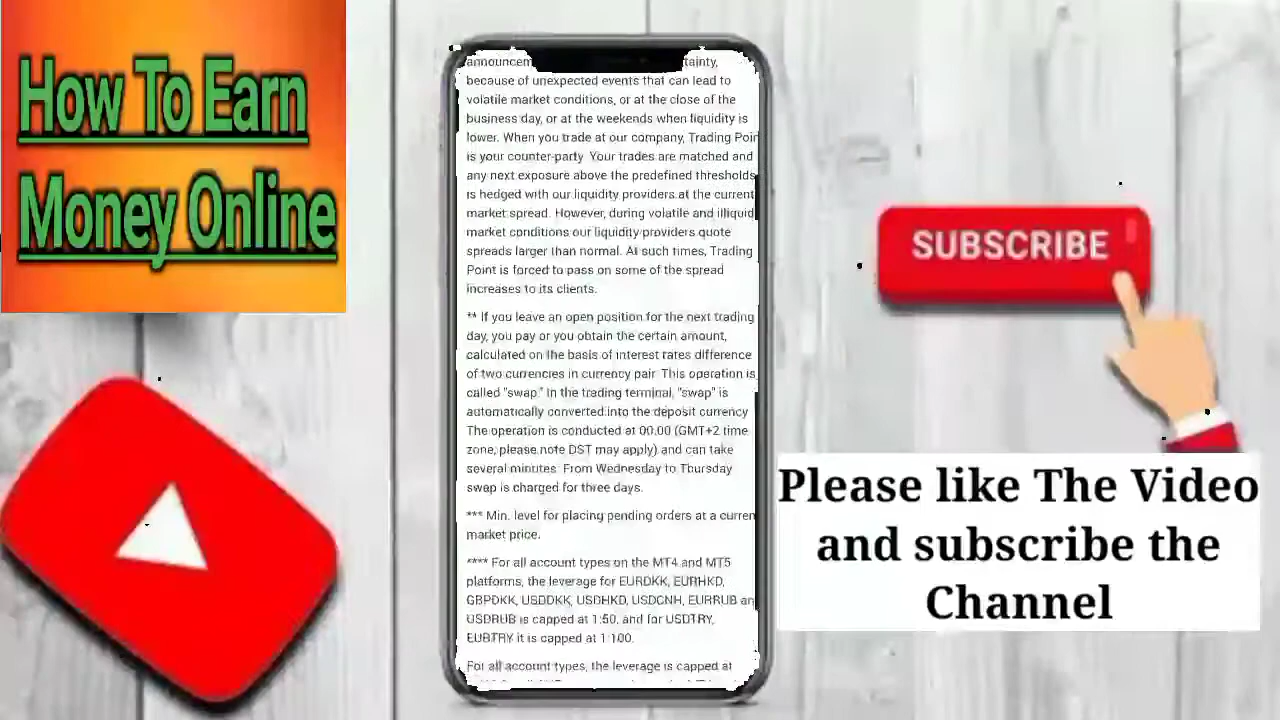 How To Earn
Money Online
announcem tainty,
because of unexpected events that can lead to
volatile market conditions, or at the close of the
business day, or at the weekends when liquidity is
lower. When you trade at our company, Trading Poin
is your counter-party. Your trades are matched and
any next exposure above the predefined thresholds
is hedged with our liquidity providers at the current
market spread. However, during volatile and illiquid
market conditions our liquidity providers quote
spreads larger than normal. At such times, Trading
Point is forced to pass on some of the spread
increases to its clients.
** If you leave an open position for the next trading
day, you pay or you obtain the certain amount,
calculated on the basis of interest rates difference
of two currencies in currency pair. This operation is
called "swap." In the trading terminal, "swap" is
automatically converted into the deposit currency.
The operation is conducted at 00.00 (GMT+2 time
zone, please note DST may apply) and can take
several minutes. From Wednesday to Thursday
swap is charged for three days.
*** Min. level for placing pending orders at a curren
market price.
**** For all account types on the MT4 and MT5
platforms, the leverage for EURDKK, EURHKD,
GBPDKK, USDDKK, USDHKD, USDCNH, EURRUB an
USDRUB is capped at 1:50, and for USDTRY,
EURTRY it is capped at 1:100.
For all account types, the leverage is capped at
SUBSCRIBE
Please like The Video
and subscribe the
Channel